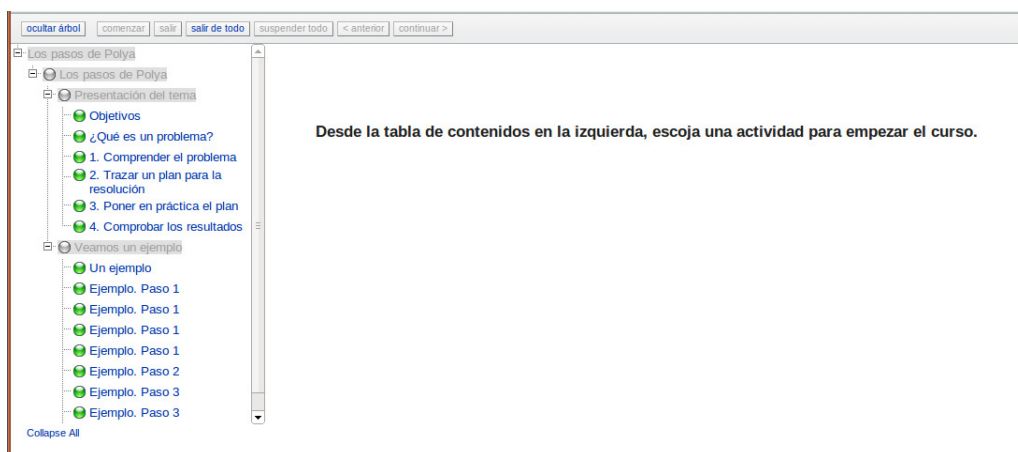 ocultar árbol comenzar salir salir de todo suspender todo < anterior continuar >
Los pasos de Polya
Los pasos de Polya
Presentación del tema
Objetivos
¿Qué es un problema?
1. Comprender el problema
2. Trazar un plan para la
resolución
3. Poner en práctica el plan
4. Comprobar los resultados
Veamos un ejemplo
Un ejemplo
Ejemplo. Paso 1
Ejemplo. Paso 1
Ejemplo. Paso 1
Ejemplo. Paso 1
Ejemplo. Paso 2
Ejemplo. Paso 3
Ejemplo. Paso 3
Collapse All
Desde la tabla de contenidos en la izquierda, escoja una actividad para empezar el curso.